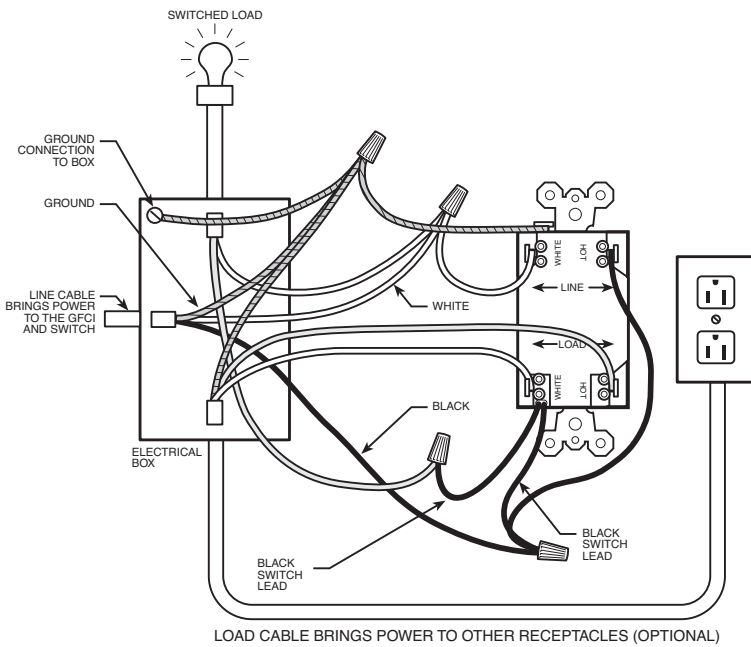 SWITCHED LOAD
GROUND
CONNECTION
TO BOX
GROUND
LINE CABLE
BRINGS POWER
TO THE GFCI
AND SWITCH
WHITE
WHITE
HOT
LINE
LOAD
WHITE
HOT
BLACK
ELECTRICAL
BOX
BLACK
SWITCH
LEAD
BLACK
SWITCH
LEAD
LOAD CABLE BRINGS POWER TO OTHER RECEPTACLES (OPTIONAL)